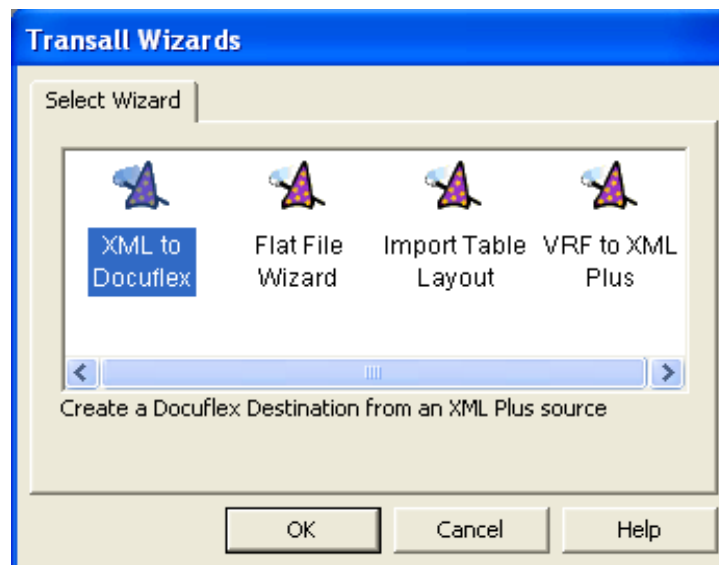 Transall Wizards
Select Wizard
XML to
Docuflex
Flat File
Wizard
Import Table
Layout
VRF to XML
Plus
Create a Docuflex Destination from an XML Plus source
OK
Cancel
Help